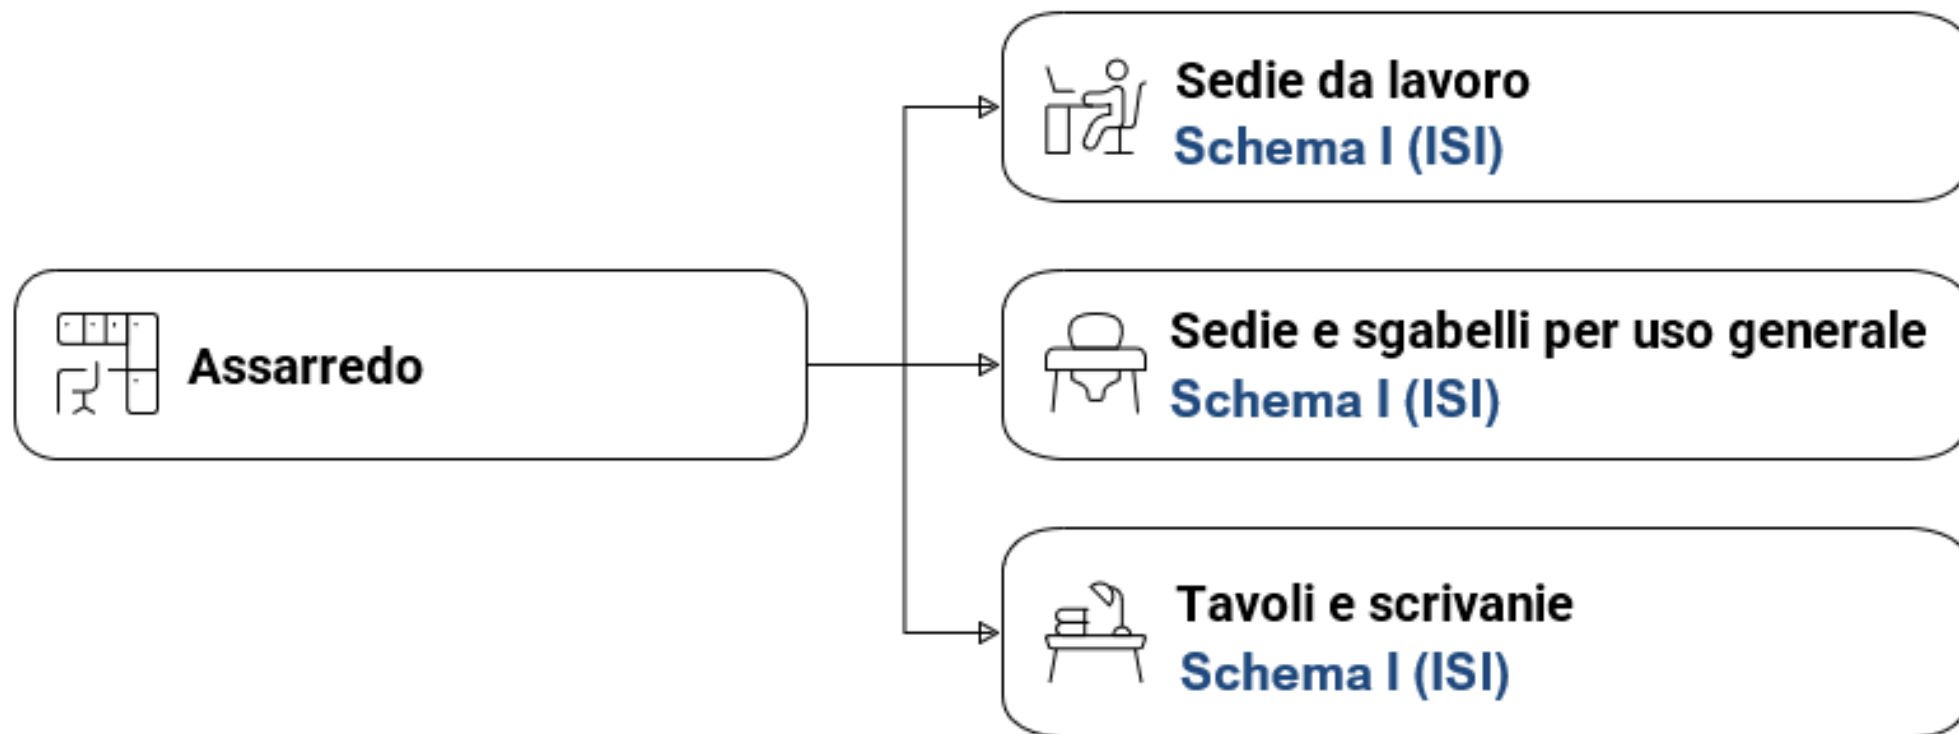 Sedie da lavoro
Schema I (ISI)
Assarredo
Sedie e sgabelli per uso generale
Schema I (ISI)
Tavoli e scrivanie
Schema I (ISI)